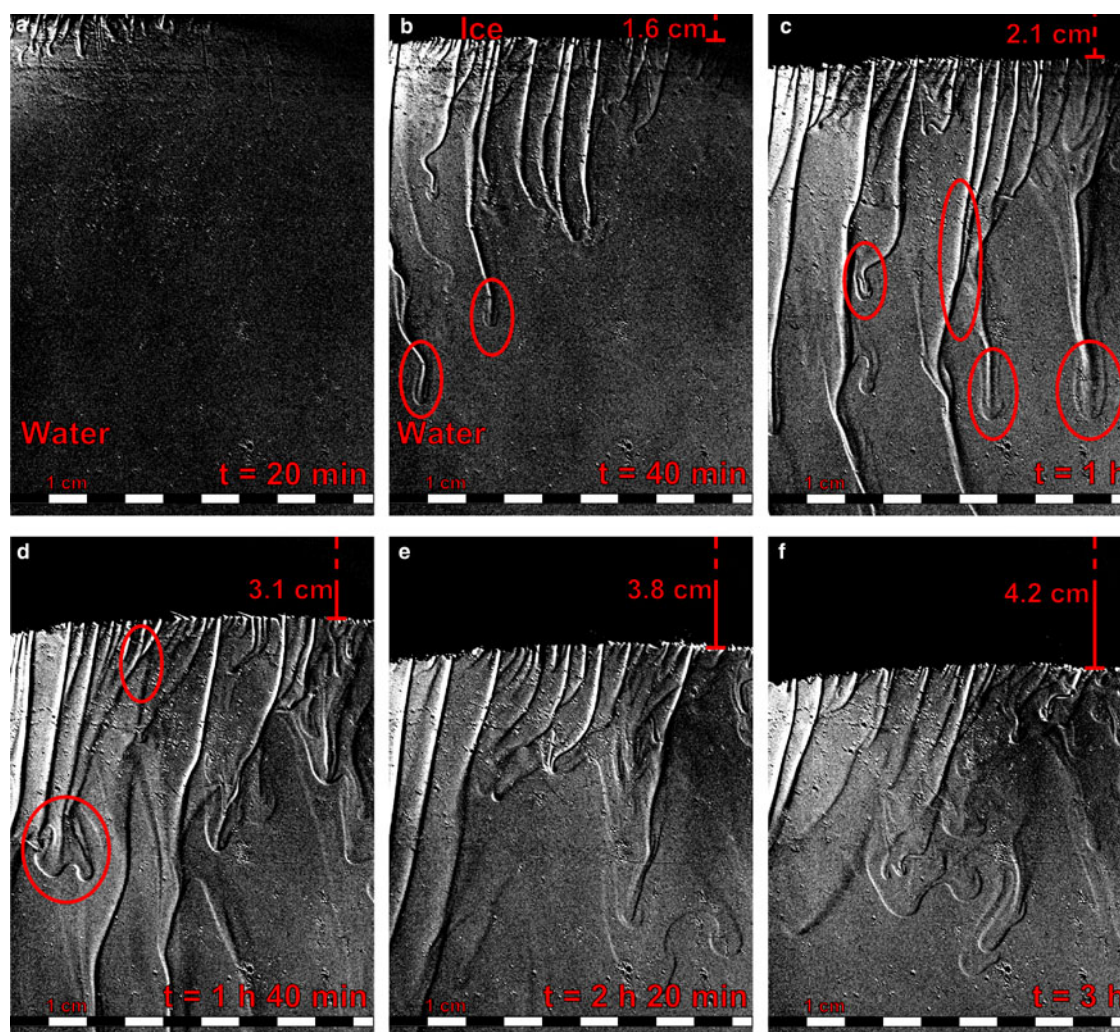 a
Water
1 cm
t = 20 min
b
Ice
1.6 cm
Water
1 cm
t = 40 min
c
2.1 cm
1 cm
t = 1 h
d
3.1 cm
1 cm
t = 1 h 40 min
e
3.8 cm
1 cm
t = 2 h 20 min
f
4.2 cm
1 cm
t = 3 h